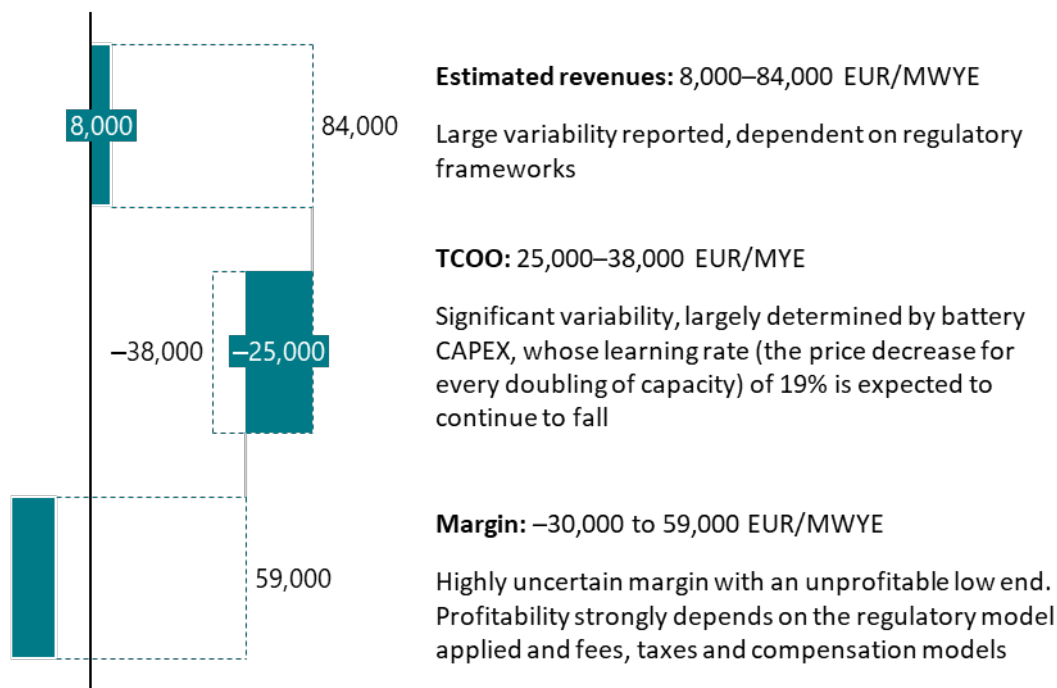 8,000
84,000
Estimated revenues: 8,000–84,000 EUR/MWYE
Large variability reported, dependent on regulatory
frameworks
–38,000
–25,000
TCOO: 25,000–38,000 EUR/MYE
Significant variability, largely determined by battery
CAPEX, whose learning rate (the price decrease for
every doubling of capacity) of 19% is expected to
continue to fall
59,000
Margin: –30,000 to 59,000 EUR/MWYE
Highly uncertain margin with an unprofitable low end.
Profitability strongly depends on the regulatory model
applied and fees, taxes and compensation models